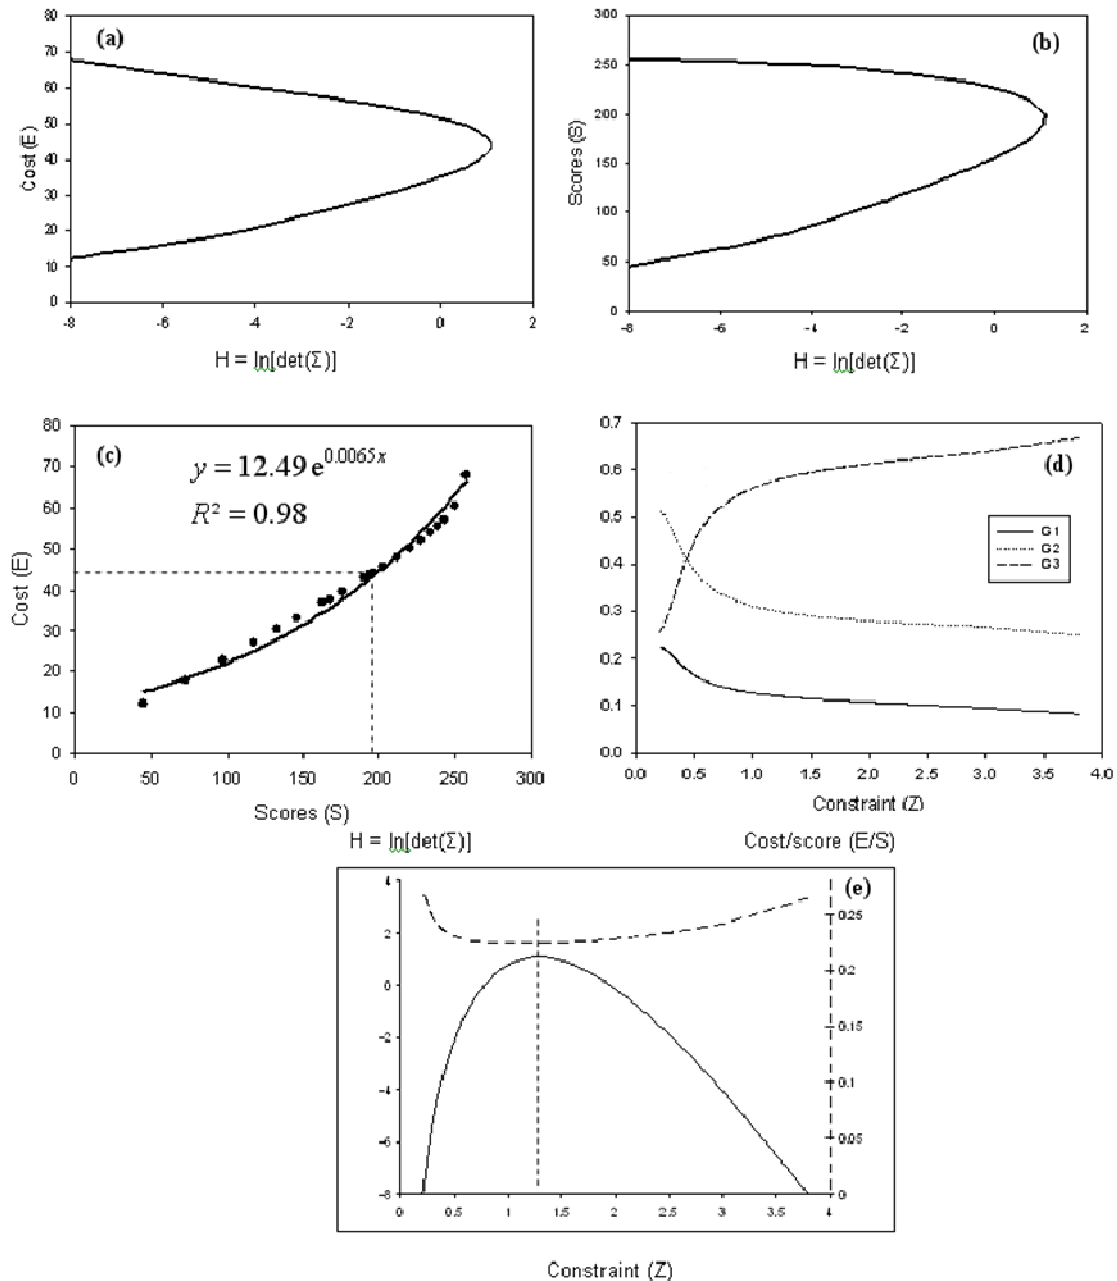 (a)
Cost (E)
80
70
60
50
40
30
20
10
0
-8 -6 -4 -2 0 2
H = ln[det(Σ)]
(b)
Scores (S)
300
250
200
150
100
50
0
-8 -6 -4 -2 0 2
H = ln[det(Σ)]
(c)
y = 12.49 e^0.0065x
R² = 0.98
Cost (E)
80
70
60
50
40
30
20
10
0
0 50 100 150 200 250 300
Scores (S)
(d)
0.7
0.6
0.5
0.4
0.3
0.2
0.1
0.0
G1
G2
G3
0.0 0.5 1.0 1.5 2.0 2.5 3.0 3.5 4.0
Constraint (Z)
H = ln[det(Σ)] Cost/score (E/S)
(e)
4
2
0
-2
-4
-6
-8
0.25
0.2
0.15
0.1
0.05
0
0 0.5 1 1.5 2 2.5 3 3.5 4
Constraint (Z)